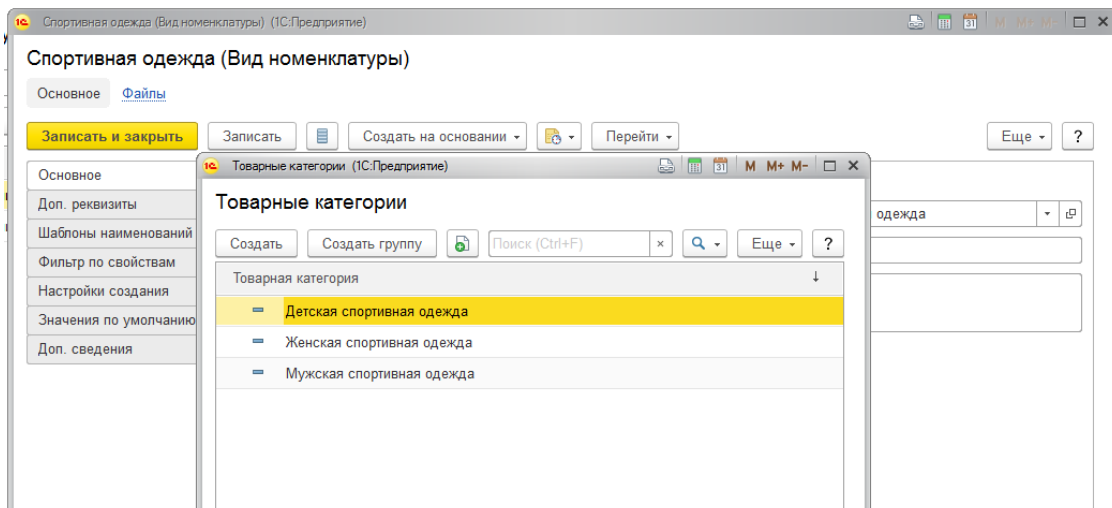 Спортивная одежда (Вид номенклатуры) (1С:Предприятие)
31 M M+ M-
Спортивная одежда (Вид номенклатуры)
Основное Файлы
Записать и закрыть Записать Создать на основании Перейти Еще ?
Товарные категории (1С:Предприятие) 31 M M+ M-
Основное
Доп. реквизиты
Шаблоны наименований
Фильтр по свойствам
Настройки создания
Значения по умолчанию
Доп. сведения
Товарные категории
одежда
Создать Создать группу Поиск (Ctrl+F) × Еще ?
Товарная категория ↓
Детская спортивная одежда
Женская спортивная одежда
Мужская спортивная одежда